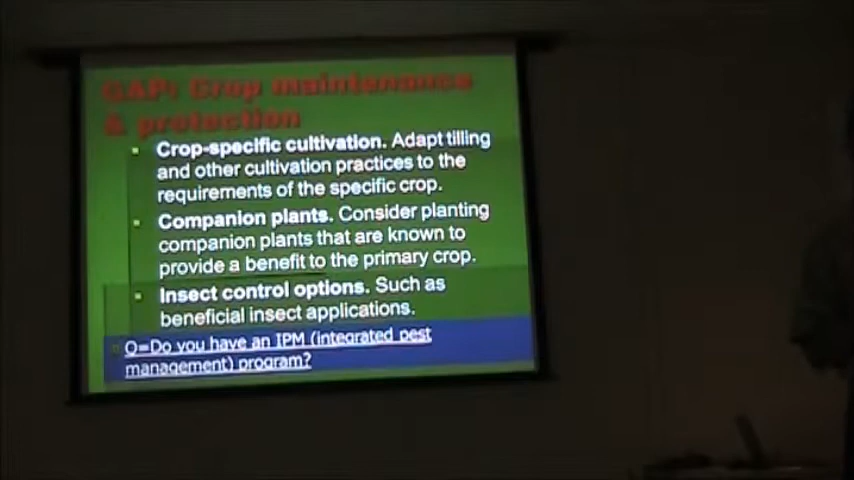 GAP: Crop maintenance
& protection
Crop-specific cultivation. Adapt tilling
and other cultivation practices to the
requirements of the specific crop.
Companion plants. Consider planting
companion plants that are known to
provide a benefit to the primary crop.
Insect control options. Such as
beneficial insect applications.
Q=Do you have an IPM (integrated pest
management) program?